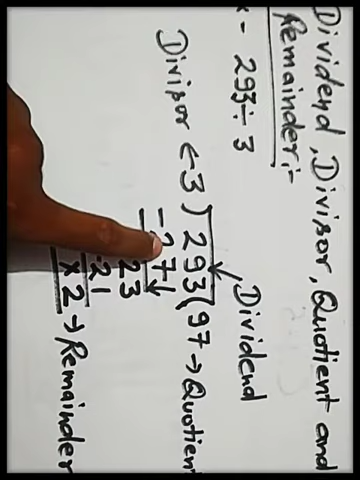 Dividend, Divisor, Quotient and
Remainder:-
x - 293 ÷ 3
Dividend
Divisor ← 3 ) 293 ( 97 → Quotient
- 27 ↓
23
- 21
x 2 → Remainder